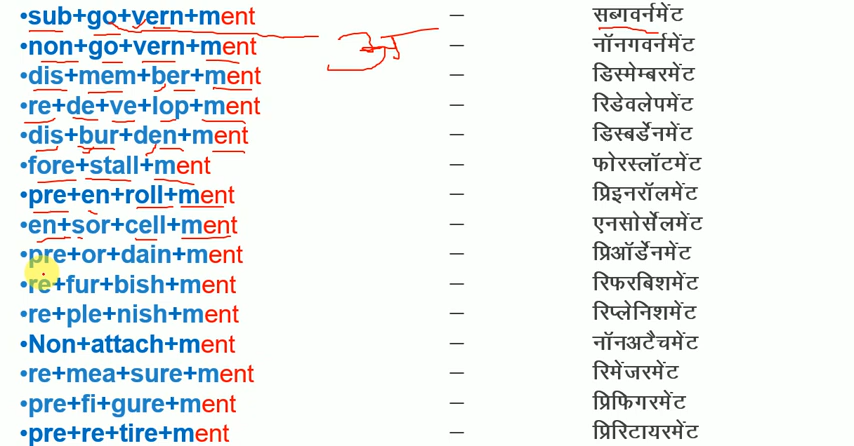 •sub+go+vern+ment – सब्गवर्नमेंट
•non+go+vern+ment – नॉनगवर्नमेंट
•dis+mem+ber+ment – डिस्मेम्बरमेंट
•re+de+ve+lop+ment – रिडेवलेपमेंट
•dis+bur+den+ment – डिस्बर्डेनमेंट
•fore+stall+ment – फोरस्लॉटमेंट
•pre+en+roll+ment – प्रिइनरॉलमेंट
•en+sor+cell+ment – एनसोर्सेलमेंट
•pre+or+dain+ment – प्रिऑर्डेनमेंट
•re+fur+bish+ment – रिफरबिशमेंट
•re+ple+nish+ment – रिप्लेनिशमेंट
•Non+attach+ment – नॉनअटैचमेंट
•re+mea+sure+ment – रिमेंजरमेंट
•pre+fi+gure+ment – प्रिफिगरमेंट
•pre+re+tire+ment – प्रिरिटायरमेंट